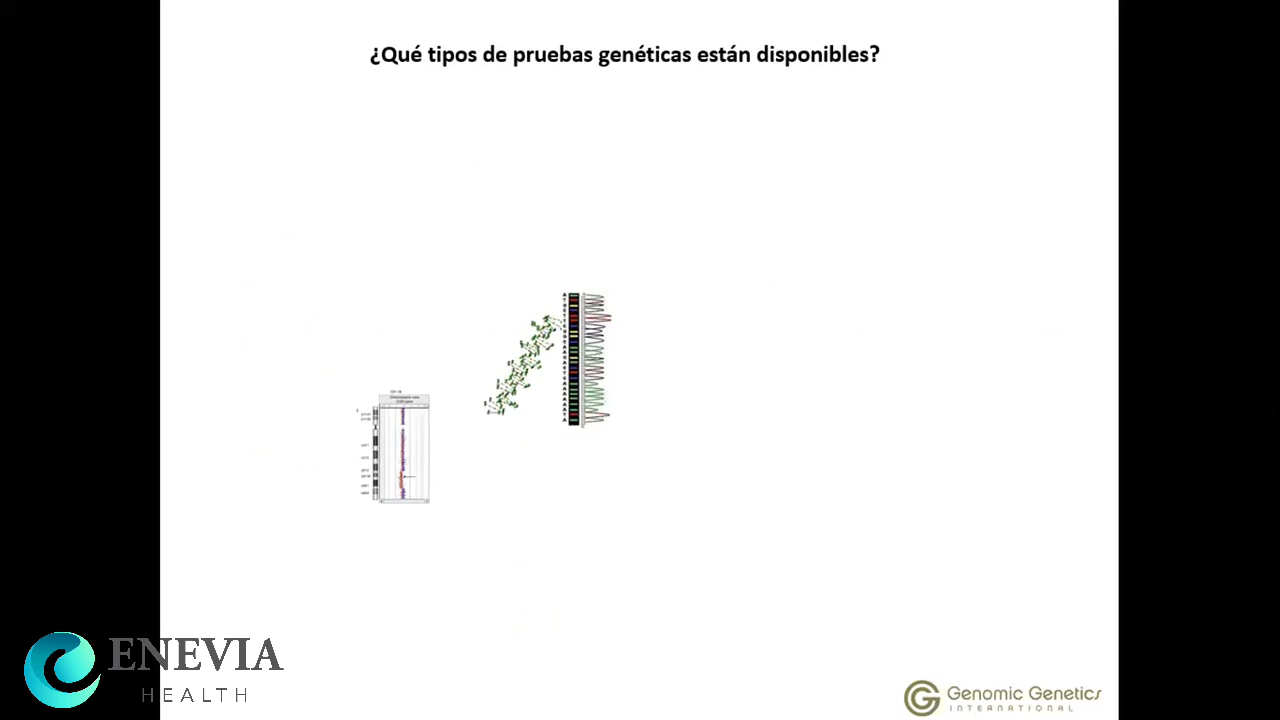 ¿Qué tipos de pruebas genéticas están disponibles?
ENEVIA
HEALTH
Genomic Genetics
INTERNATIONAL